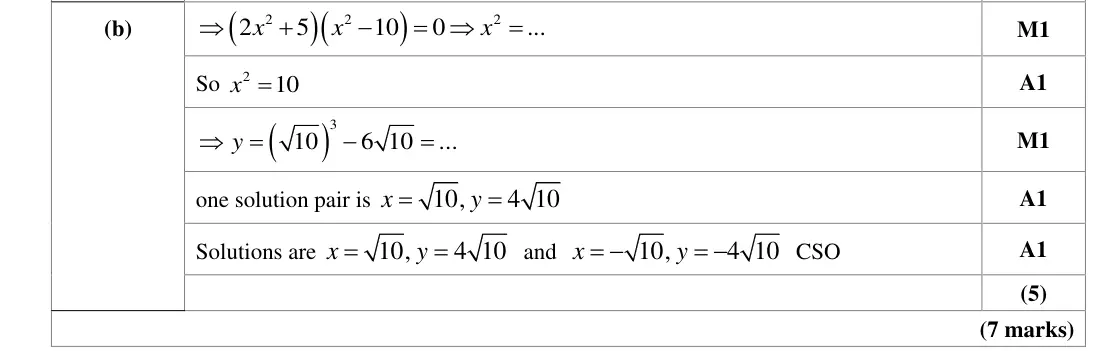 (b) ⇒(2x²+5)(x²−10)=0⇒x²=... M1
So x²=10 A1
⇒y=(√10)³−6√10=... M1
one solution pair is x=√10, y=4√10 A1
Solutions are x=√10, y=4√10 and x=−√10, y=−4√10 CSO A1
(5)
(7 marks)